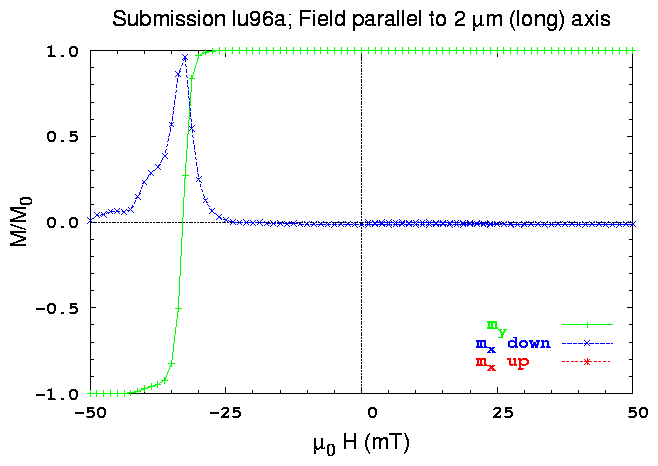 Submission lu96a; Field parallel to 2 µm (long) axis
1.0
0.5
0.0
−0.5
−1.0
M/M0
my
mx down
mx up
−50
−25
0
25
50
µ0 H (mT)